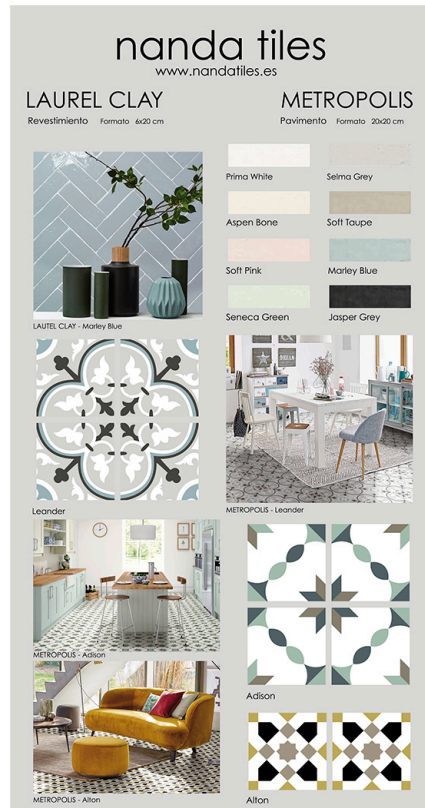 nanda tiles
www.nandatiles.es
LAUREL CLAY
Revestimiento Formato 6x20 cm
METROPOLIS
Pavimento Formato 20x20 cm
Prima White
Selma Grey
Aspen Bone
Soft Taupe
Soft Pink
Marley Blue
Seneca Green
Jasper Grey
LAUTEL CLAY - Marley Blue
Leander
METROPOLIS - Leander
METROPOLIS - Adison
Adison
METROPOLIS - Alton
Alton